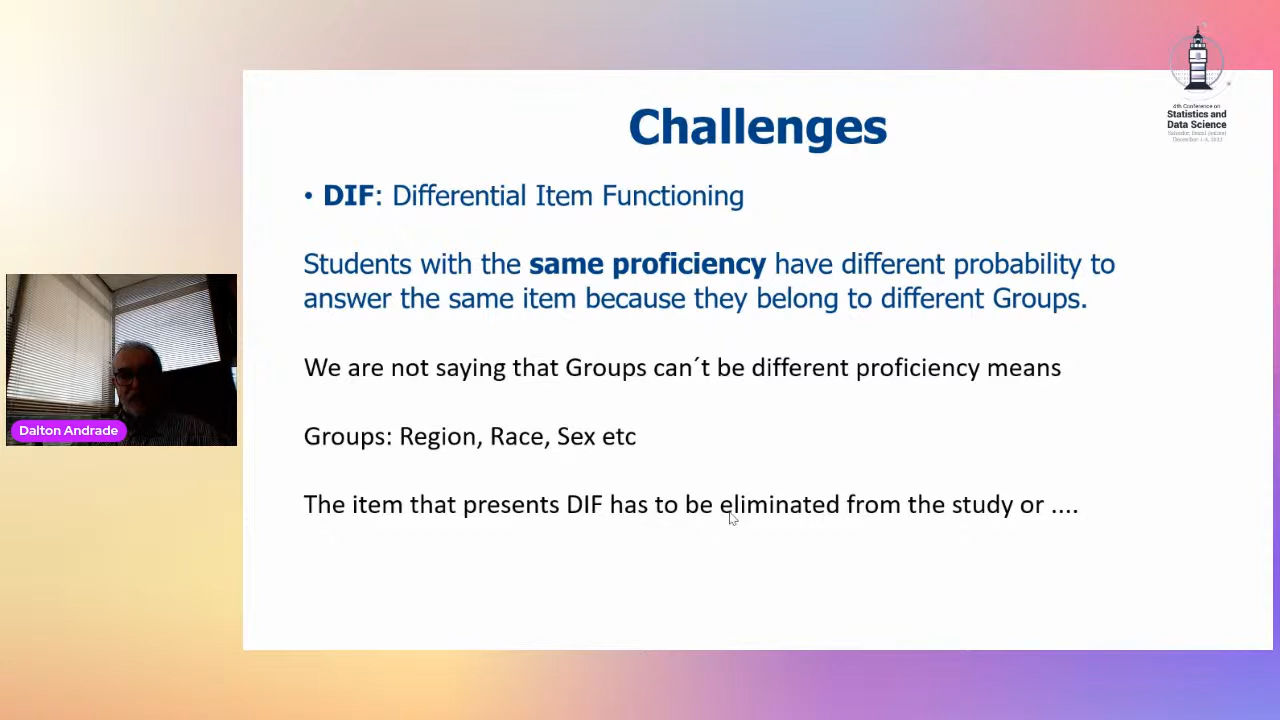 4th Conference on
Statistics and
Data Science
Challenges
• DIF: Differential Item Functioning
Students with the same proficiency have different probability to
answer the same item because they belong to different Groups.
We are not saying that Groups can´t be different proficiency means
Groups: Region, Race, Sex etc
The item that presents DIF has to be eliminated from the study or ....
Dalton Andrade